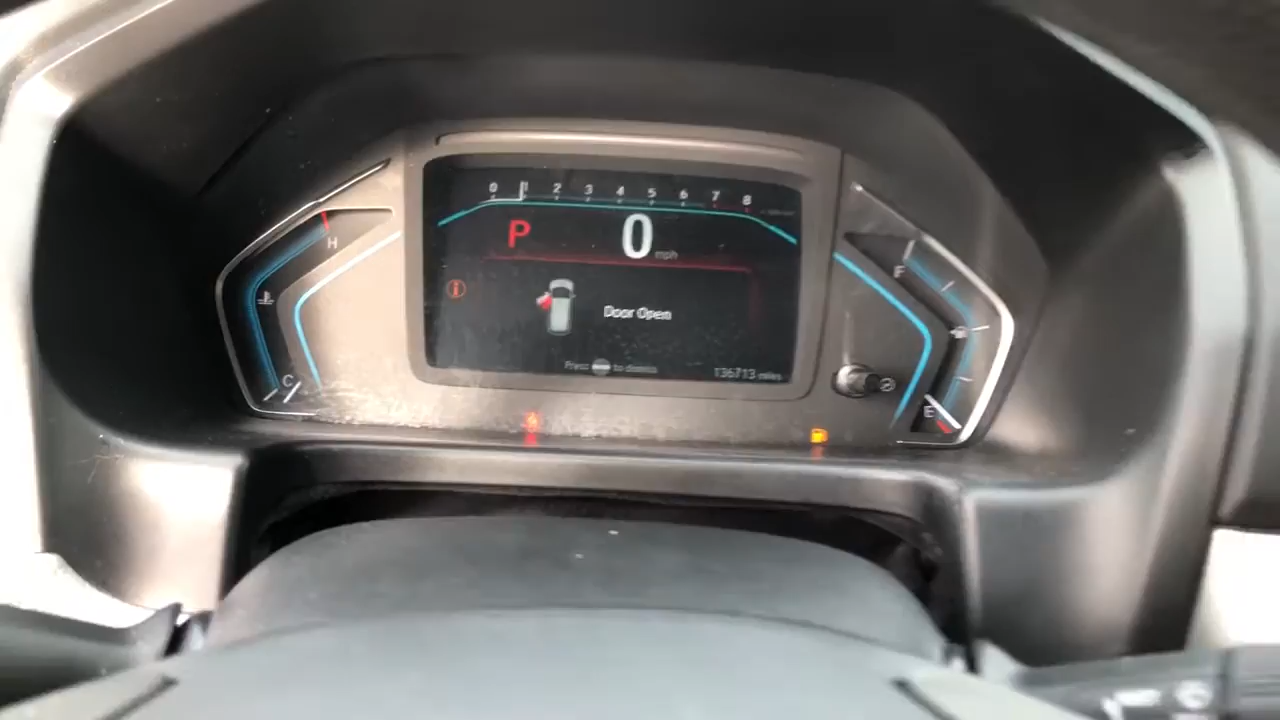 0 1 2 3 4 5 6 7 8
P 0 mph
H
F
Door Open
Press to dismiss
136713 miles
C
E